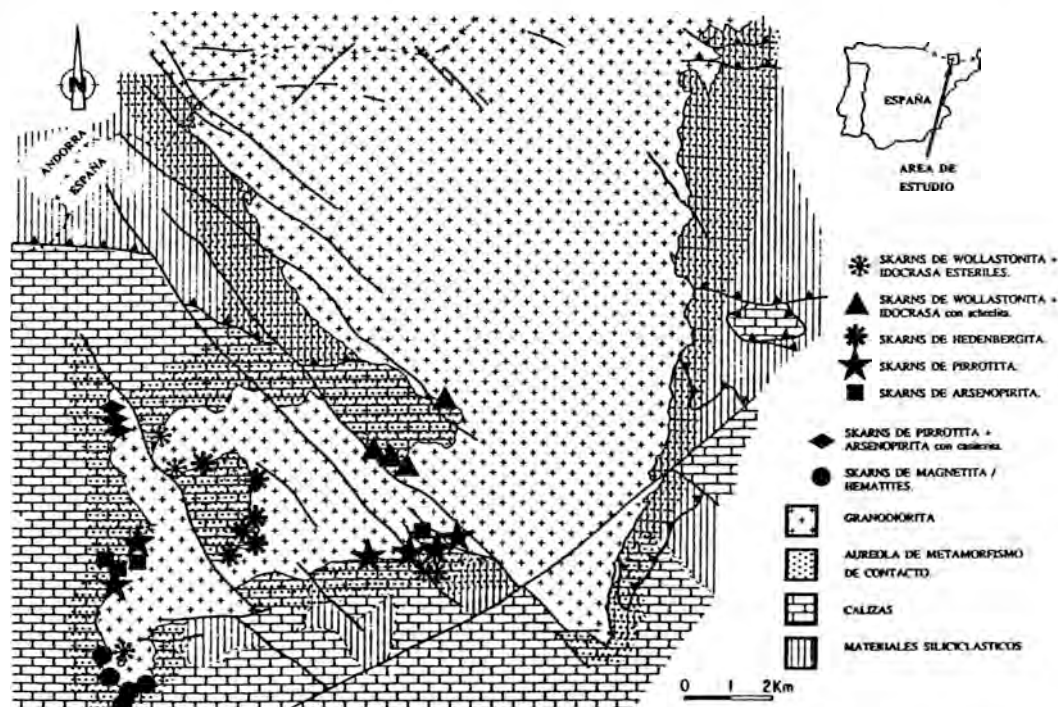 N
ANDORRA
ESPAÑA
ESPAÑA
AREA DE
ESTUDIO
SKARNS DE WOLLASTONITA +
IDOCRASA ESTERILES.
SKARNS DE WOLLASTONITA +
IDOCRASA con scheelita.
SKARNS DE HEDENBERGITA.
SKARNS DE PIRROTITA.
SKARNS DE ARSENOPIRITA.
SKARNS DE PIRROTITA +
ARSENOPIRITA con casiterita.
SKARNS DE MAGNETITA /
HEMATITES.
GRANODIORITA
AUREOLA DE METAMORFISMO
DE CONTACTO.
CALIZAS
MATERIALES SILICICLASTICOS
0 1 2Km